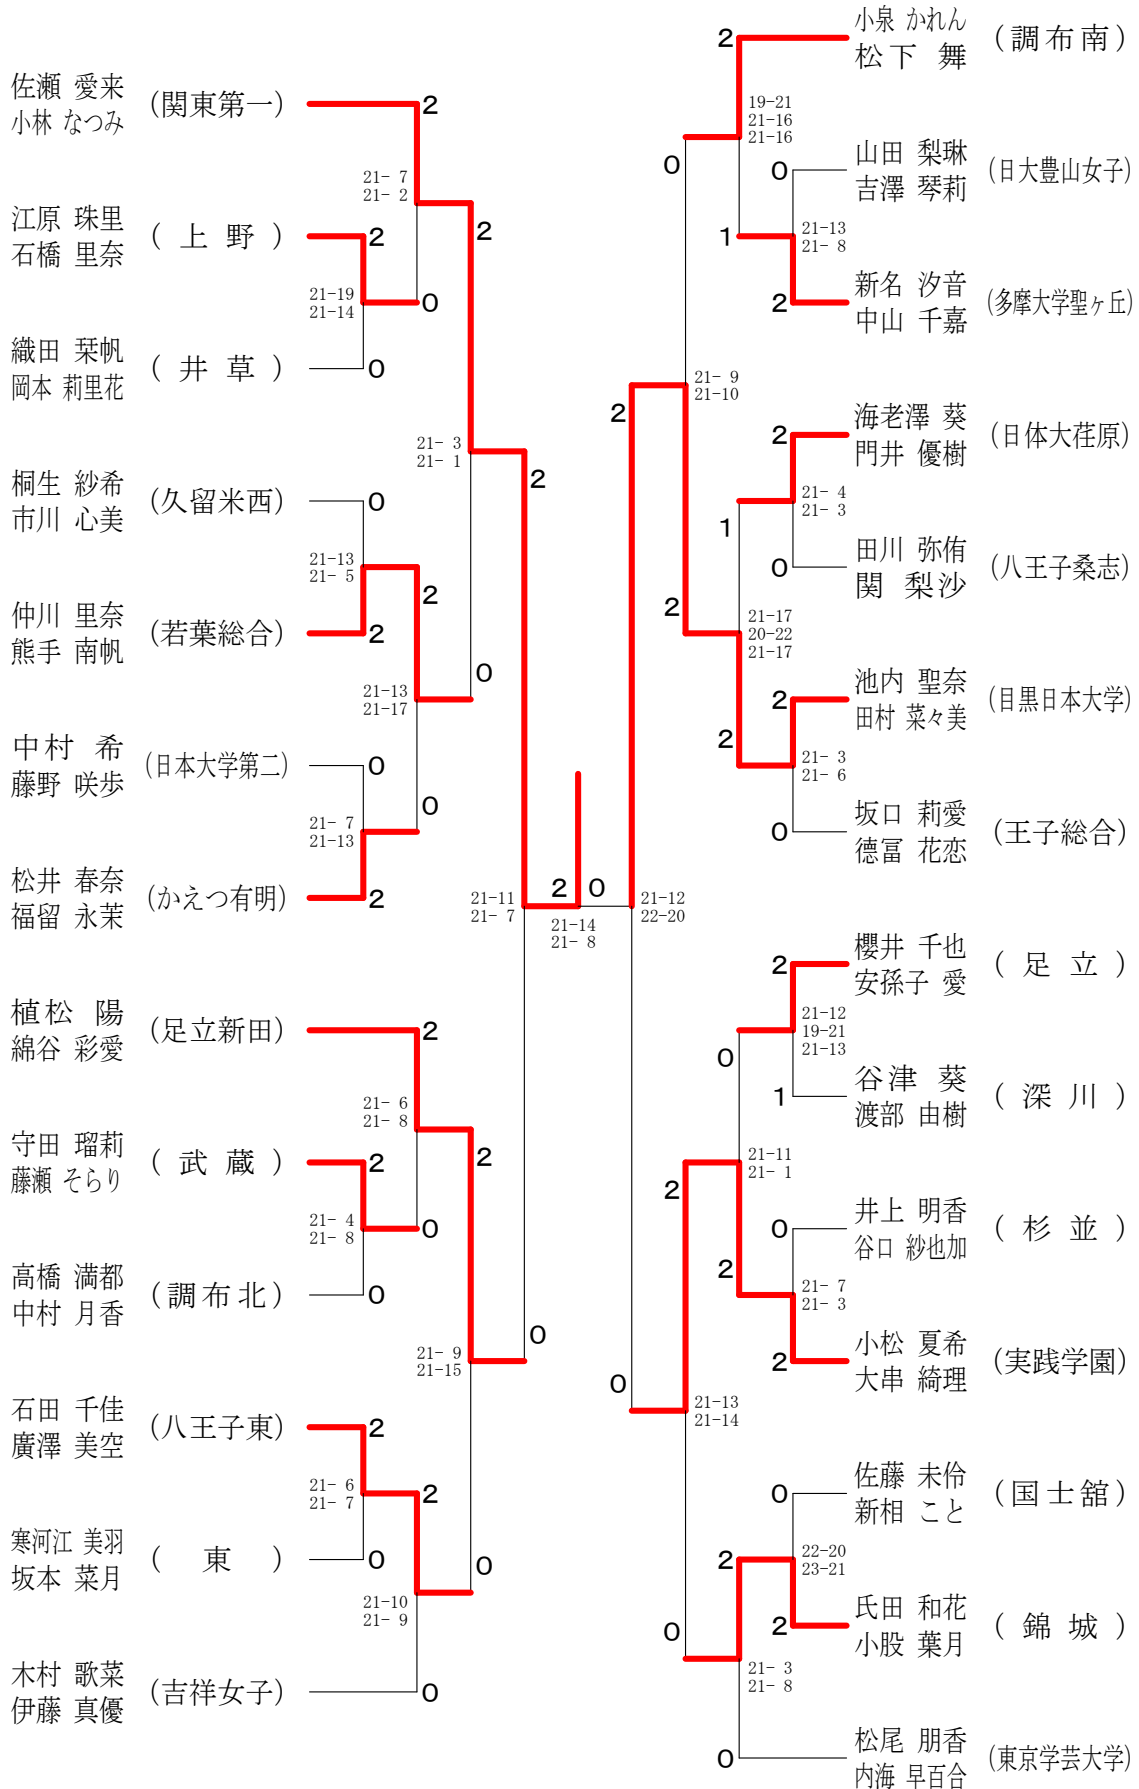 佐瀬 愛来
小林 なつみ
(関東第一)
2
21- 7
21- 2
江原 珠里
石橋 里奈
( 上 野 )
2
2
21-19
21-14
0
織田 栞帆
岡本 莉里花
( 井 草 )
0
21- 3
21- 1
2
桐生 紗希
市川 心美
(久留米西)
0
21-13
21- 5
2
仲川 里奈
熊手 南帆
(若葉総合)
2
0
21-13
21-17
中村 希
藤野 咲歩
(日本大学第二)
0
0
21- 7
21-13
松井 春奈
福留 永茉
(かえつ有明)
2
21-11
21- 7
2
0
21-14
21- 8
21-12
22-20
植松 陽
綿谷 彩愛
(足立新田)
2
21- 6
21- 8
守田 瑠莉
藤瀬 そらり
( 武 蔵 )
2
2
21- 4
21- 8
0
高橋 満都
中村 月香
(調布北)
0
0
21- 9
21-15
石田 千佳
廣澤 美空
(八王子東)
2
21- 6
21- 7
2
寒河江 美羽
坂本 菜月
( 東 )
0
0
21-10
21- 9
木村 歌菜
伊藤 真優
(吉祥女子)
0
2
小泉 かれん
松下 舞
(調布南)
19-21
21-16
21-16
0
0
山田 梨琳
吉澤 琴莉
(日大豊山女子)
1
21-13
21- 8
2
新名 汐音
中山 千嘉
(多摩大学聖ヶ丘)
21- 9
21-10
2
2
海老澤 葵
門井 優樹
(日体大荏原)
21- 4
21- 3
1
0
田川 弥侑
関 梨沙
(八王子桑志)
2
21-17
20-22
21-17
2
池内 聖奈
田村 菜々美
(目黒日本大学)
2
21- 3
21- 6
0
坂口 莉愛
德冨 花恋
(王子総合)
2
櫻井 千也
安孫子 愛
( 足 立 )
21-12
19-21
21-13
0
1
谷津 葵
渡部 由樹
( 深 川 )
21-11
21- 1
2
0
井上 明香
谷口 紗也加
( 杉 並 )
2
21- 7
21- 3
2
小松 夏希
大串 綺理
(実践学園)
0
21-13
21-14
0
佐藤 未伶
新相 こと
(国士舘)
2
22-20
23-21
2
氏田 和花
小股 葉月
( 錦 城 )
0
21- 3
21- 8
0
松尾 朋香
内海 早百合
(東京学芸大学)